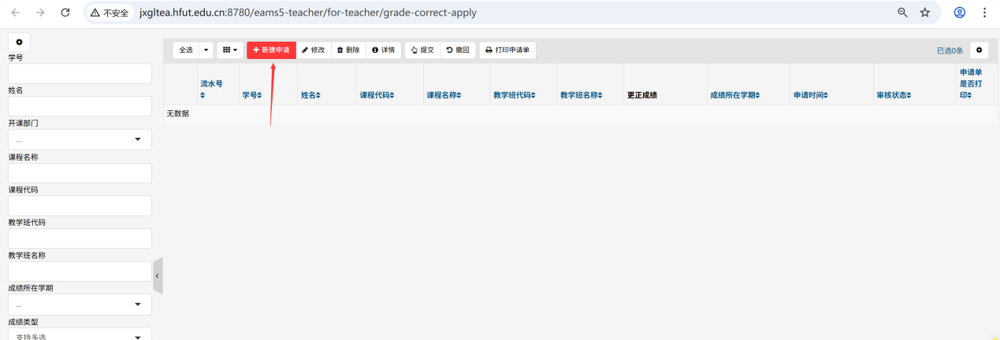 不安全 jxgltea.hfut.edu.cn:8780/eams5-teacher/for-teacher/grade-correct-apply
学号
姓名
开课部门
...
课程名称
课程代码
教学班代码
教学班名称
成绩所在学期
...
成绩类型
支持多选
全选 新建申请 修改 删除 详情 提交 撤回 打印申请单 已选0条
流水号 学号 姓名 课程代码 课程名称 教学班代码 教学班名称 更正成绩 成绩所在学期 申请时间 审核状态 申请单是否打印
无数据